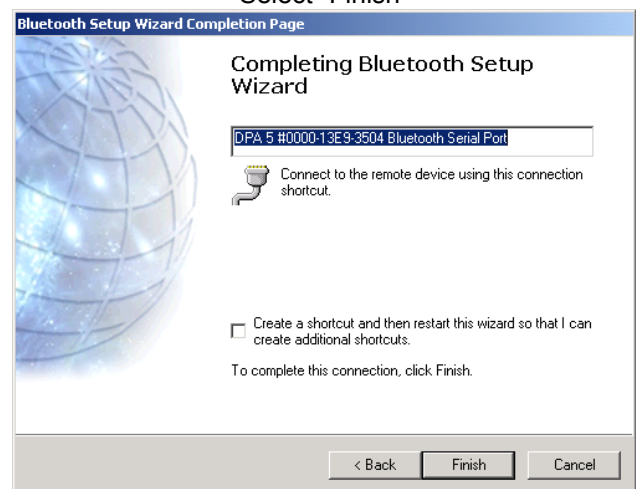 Select "Finish"
Bluetooth Setup Wizard Completion Page
Completing Bluetooth Setup
Wizard
DPA 5 #0000-13E9-3504 Bluetooth Serial Port
Connect to the remote device using this connection
shortcut.
Create a shortcut and then restart this wizard so that I can
create additional shortcuts.
To complete this connection, click Finish.
< Back
Finish
Cancel